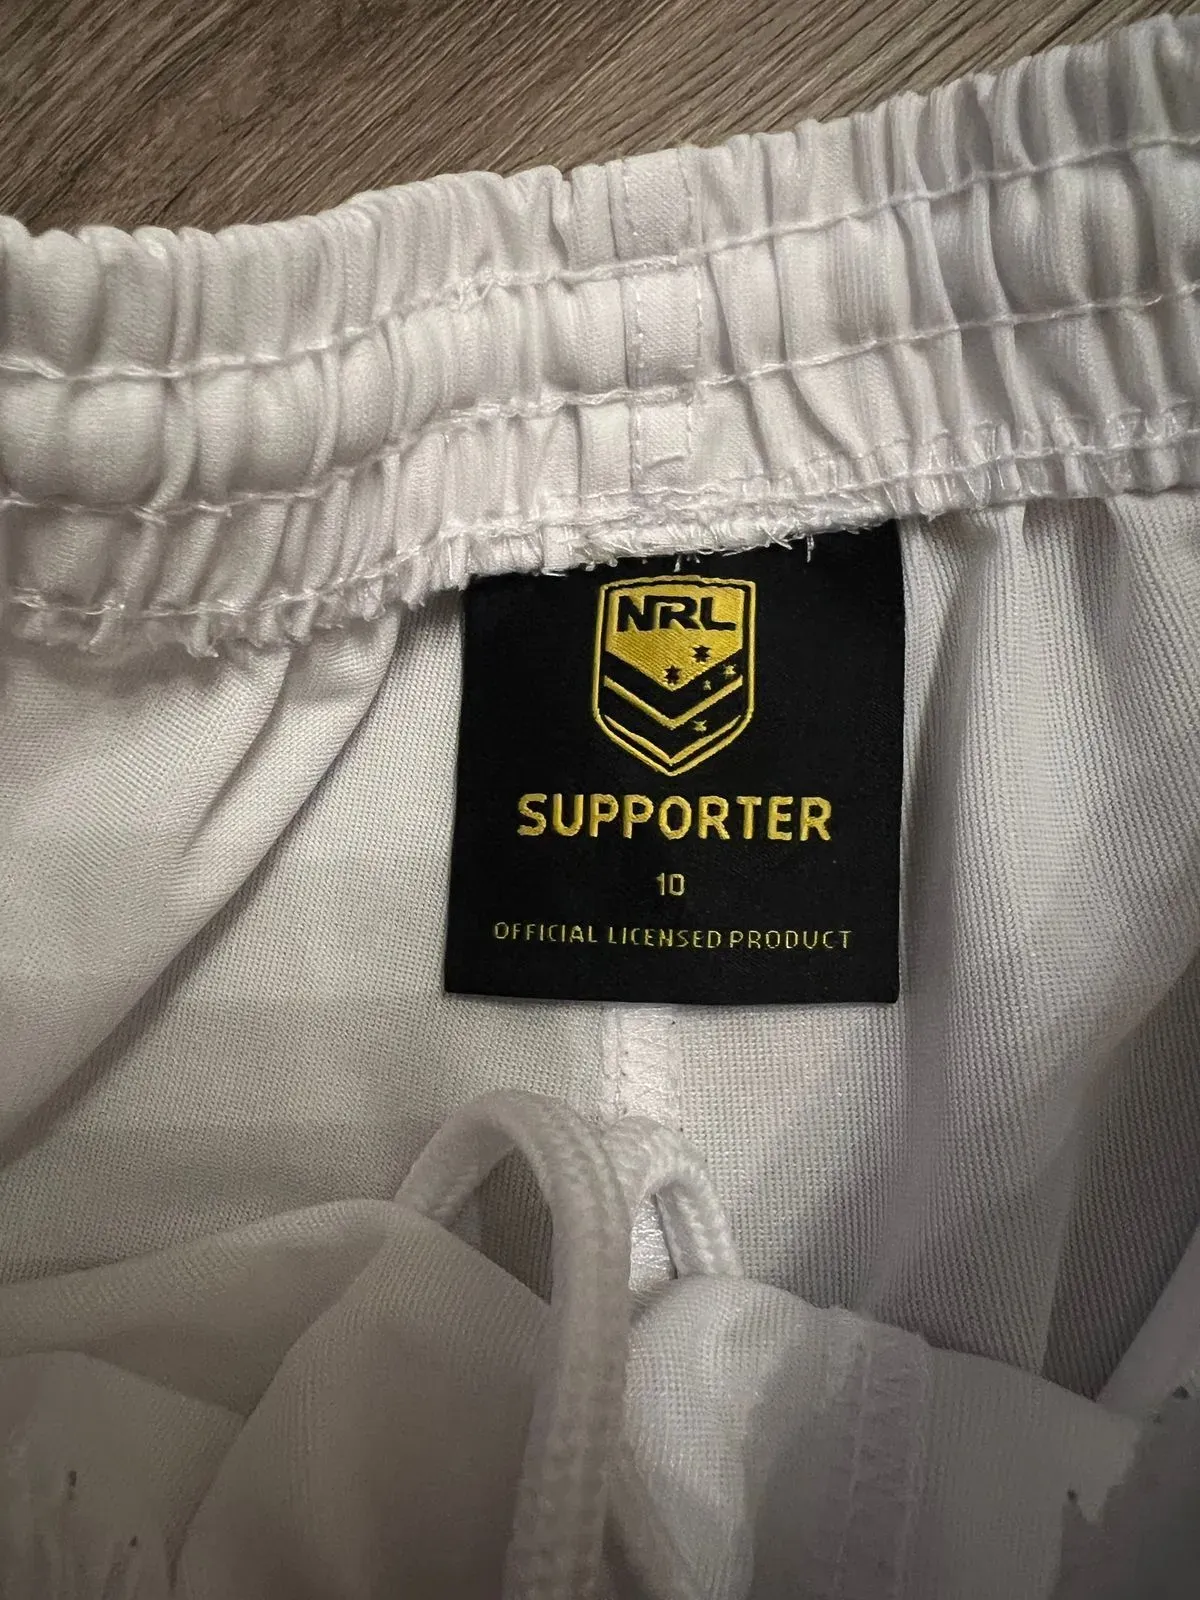 NRL
SUPPORTER
10
OFFICIAL LICENSED PRODUCT